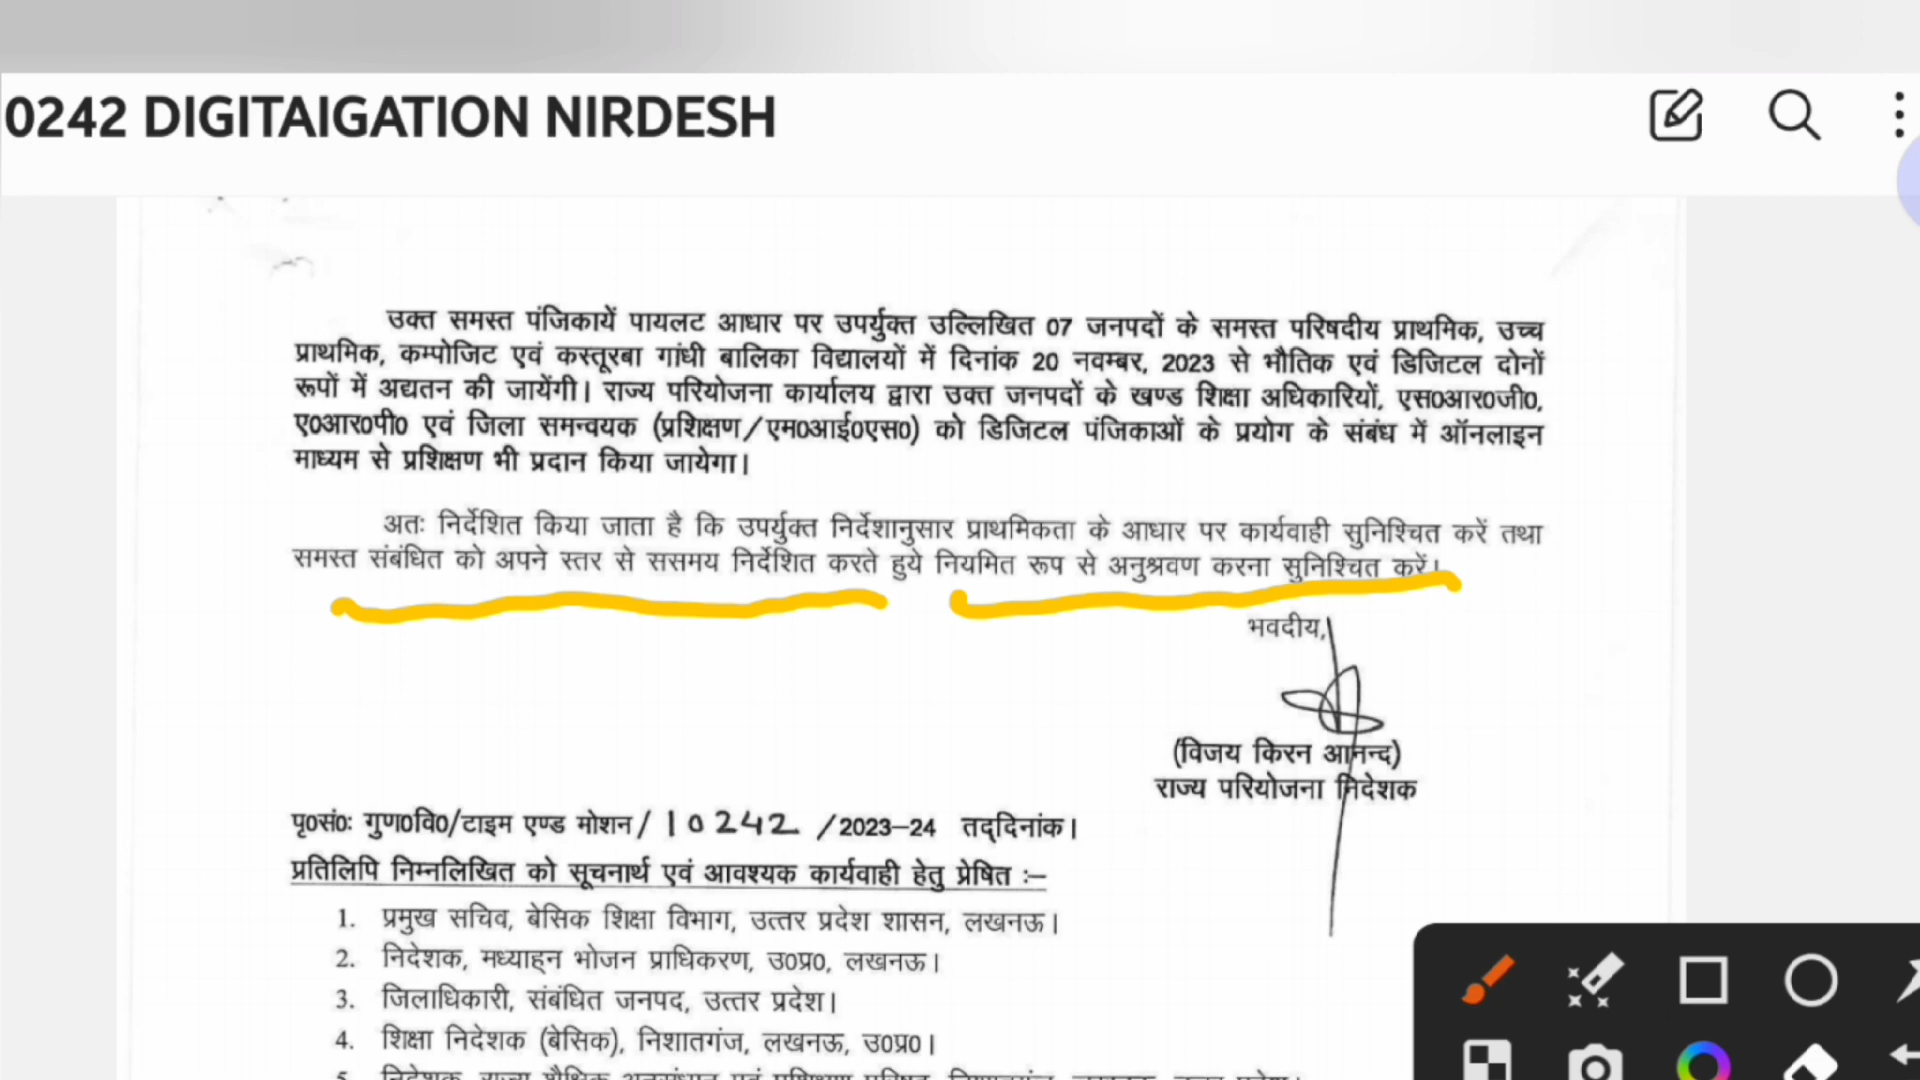 0242 DIGITAIGATION NIRDESH
उक्त समस्त पंजिकायें पायलट आधार पर उपर्युक्त उल्लिखित 07 जनपदों के समस्त परिषदीय प्राथमिक, उच्च
प्राथमिक, कम्पोजिट एवं कस्तूरबा गांधी बालिका विद्यालयों में दिनांक 20 नवम्बर, 2023 से भौतिक एवं डिजिटल दोनों
रूपों में अद्यतन की जायेंगी। राज्य परियोजना कार्यालय द्वारा उक्त जनपदों के खण्ड शिक्षा अधिकारियों, एस0आर0जी0,
ए0आर0पी0 एवं जिला समन्वयक (प्रशिक्षण/एम0आई0एस0) को डिजिटल पंजिकाओं के प्रयोग के संबंध में ऑनलाइन
माध्यम से प्रशिक्षण भी प्रदान किया जायेगा।
अतः निर्देशित किया जाता है कि उपर्युक्त निर्देशानुसार प्राथमिकता के आधार पर कार्यवाही सुनिश्चित करें तथा
समस्त संबंधित को अपने स्तर से ससमय निर्देशित करते हुये नियमित रूप से अनुश्रवण करना सुनिश्चित करें।
भवदीय,
(विजय किरन आनन्द)
राज्य परियोजना निदेशक
पृ0सं0: गुण0वि0/टाइम एण्ड मोशन/10242/2023-24 तद्दिनांक।
प्रतिलिपि निम्नलिखित को सूचनार्थ एवं आवश्यक कार्यवाही हेतु प्रेषित :–
1. प्रमुख सचिव, बेसिक शिक्षा विभाग, उत्तर प्रदेश शासन, लखनऊ।
2. निदेशक, मध्याह्न भोजन प्राधिकरण, उ0प्र0, लखनऊ।
3. जिलाधिकारी, संबंधित जनपद, उत्तर प्रदेश।
4. शिक्षा निदेशक (बेसिक), निशातगंज, लखनऊ, उ0प्र0।